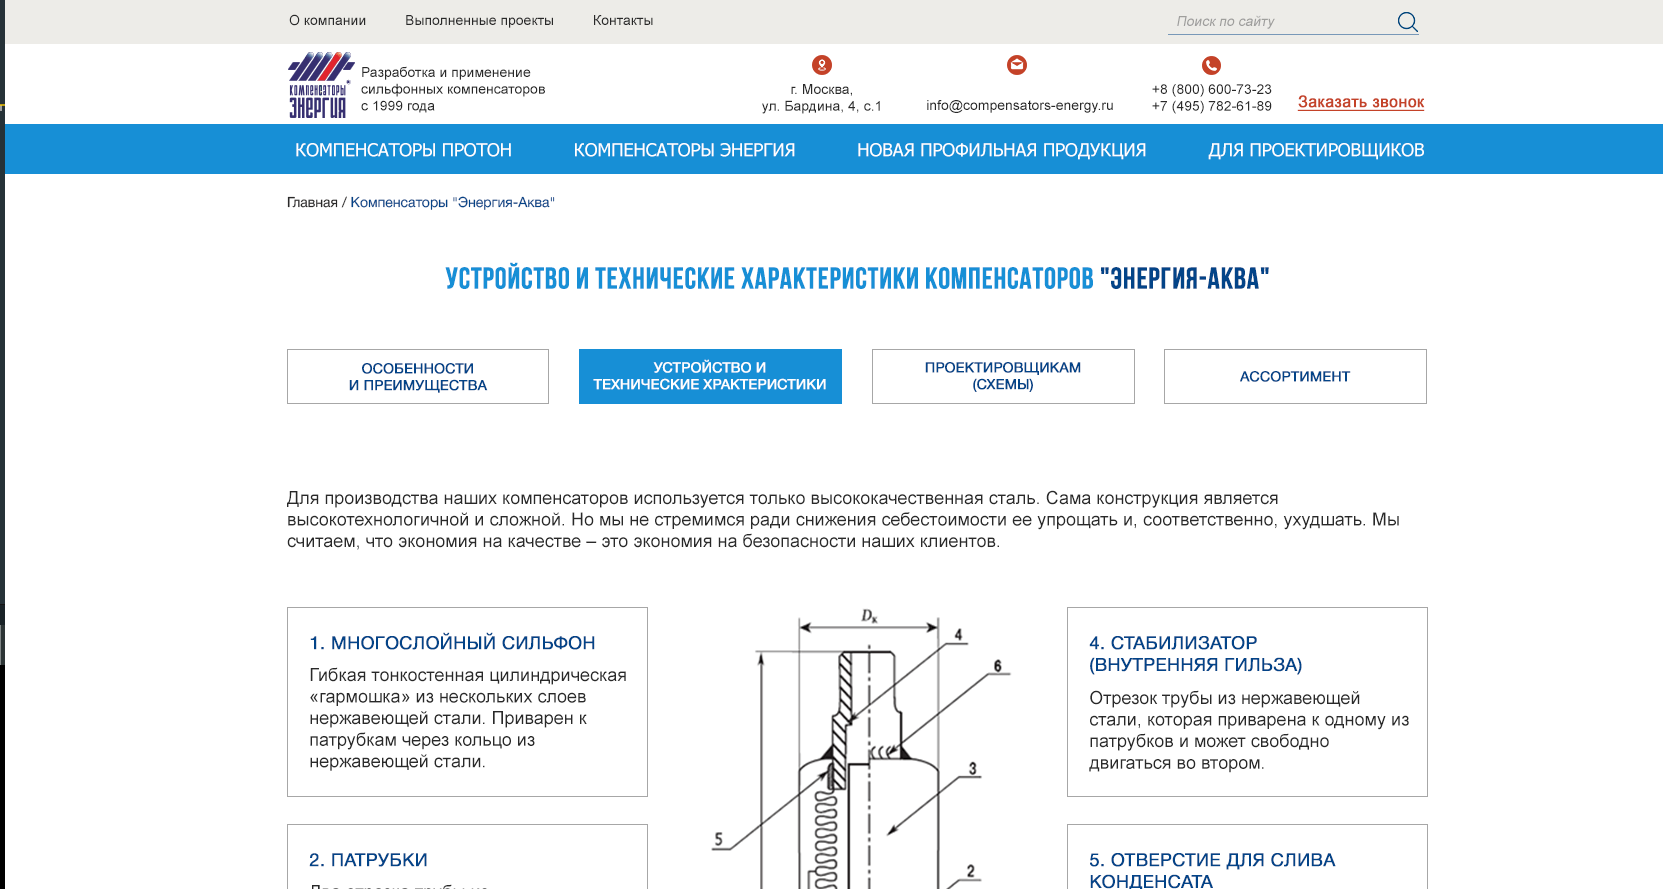 О компании
Выполненные проекты
Контакты
Поиск по сайту
КОМПЕНСАТОРЫ
ЭНЕРГИЯ
Разработка и применение
сильфонных компенсаторов
с 1999 года
г. Москва,
ул. Бардина, 4, с.1
info@compensators-energy.ru
+8 (800) 600-73-23
+7 (495) 782-61-89
Заказать звонок
КОМПЕНСАТОРЫ ПРОТОН
КОМПЕНСАТОРЫ ЭНЕРГИЯ
НОВАЯ ПРОФИЛЬНАЯ ПРОДУКЦИЯ
ДЛЯ ПРОЕКТИРОВЩИКОВ
Главная / Компенсаторы "Энергия-Аква"
УСТРОЙСТВО И ТЕХНИЧЕСКИЕ ХАРАКТЕРИСТИКИ КОМПЕНСАТОРОВ "ЭНЕРГИЯ-АКВА"
ОСОБЕННОСТИ
И ПРЕИМУЩЕСТВА
УСТРОЙСТВО И
ТЕХНИЧЕСКИЕ ХРАКТЕРИСТИКИ
ПРОЕКТИРОВЩИКАМ
(СХЕМЫ)
АССОРТИМЕНТ
Для производства наших компенсаторов используется только высококачественная сталь. Сама конструкция является
высокотехнологичной и сложной. Но мы не стремимся ради снижения себестоимости ее упрощать и, соответственно, ухудшать. Мы
считаем, что экономия на качестве – это экономия на безопасности наших клиентов.
1. МНОГОСЛОЙНЫЙ СИЛЬФОН
Гибкая тонкостенная цилиндрическая
«гармошка» из нескольких слоев
нержавеющей стали. Приварен к
патрубкам через кольцо из
нержавеющей стали.
2. ПАТРУБКИ
Два отрезка трубы из
Dк
4
6
3
5
2
4. СТАБИЛИЗАТОР
(ВНУТРЕННЯЯ ГИЛЬЗА)
Отрезок трубы из нержавеющей
стали, которая приварена к одному из
патрубков и может свободно
двигаться во втором.
5. ОТВЕРСТИЕ ДЛЯ СЛИВА
КОНДЕНСАТА